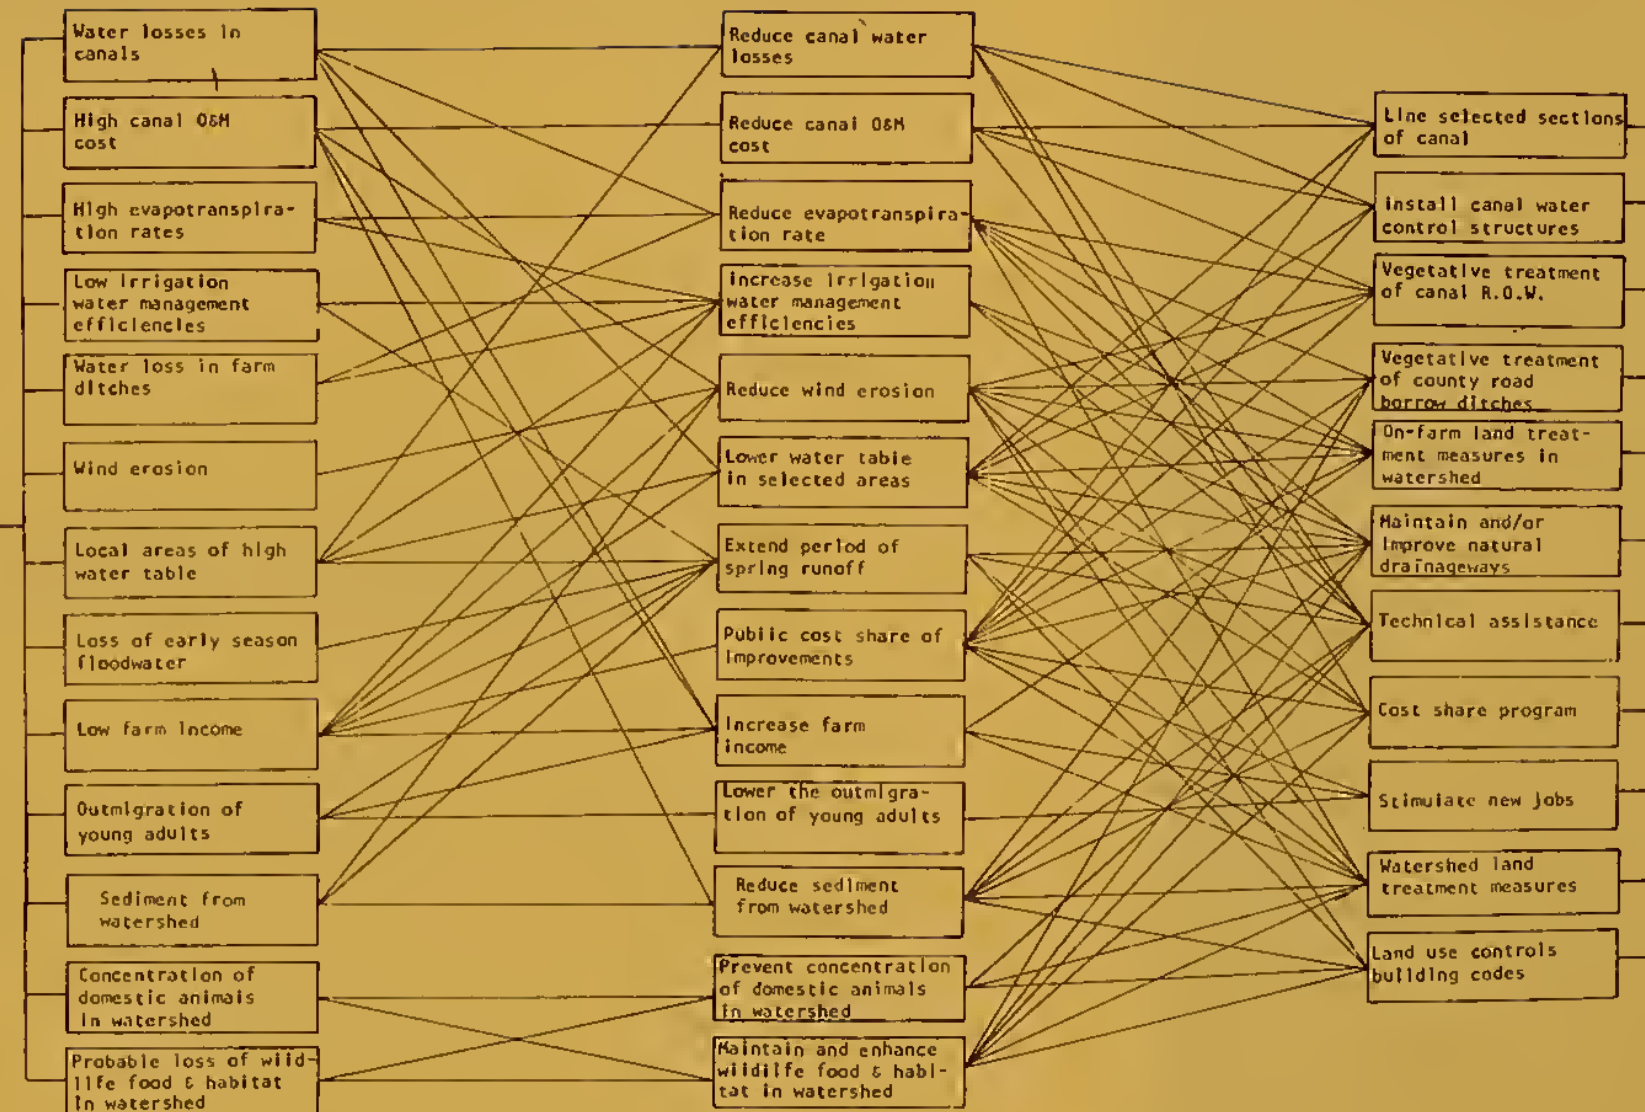 Water losses in
canals
High canal O&M
cost
High evapotranspira-
tion rates
Low irrigation
water management
efficiencies
Water loss in farm
ditches
Wind erosion
Local areas of high
water table
Loss of early season
floodwater
Low farm income
Outmigration of
young adults
Sediment from
watershed
Concentration of
domestic animals
in watershed
Probable loss of wild-
life food & habitat
in watershed
Reduce canal water
losses
Reduce canal O&M
cost
Reduce evapotranspira-
tion rate
Increase irrigation
water management
efficiencies
Reduce wind erosion
Lower water table
in selected areas
Extend period of
spring runoff
Public cost share of
improvements
Increase farm
income
Lower the outmigra-
tion of young adults
Reduce sediment
from watershed
Prevent concentration
of domestic animals
in watershed
Maintain and enhance
wildlife food & habi-
tat in watershed
Line selected sections
of canal
Install canal water
control structures
Vegetative treatment
of canal R.O.W.
Vegetative treatment
of county road
borrow ditches
On-farm land treat-
ment measures in
watershed
Maintain and/or
improve natural
drainageways
Technical assistance
Cost share program
Stimulate new jobs
Watershed land
treatment measures
Land use controls
building codes